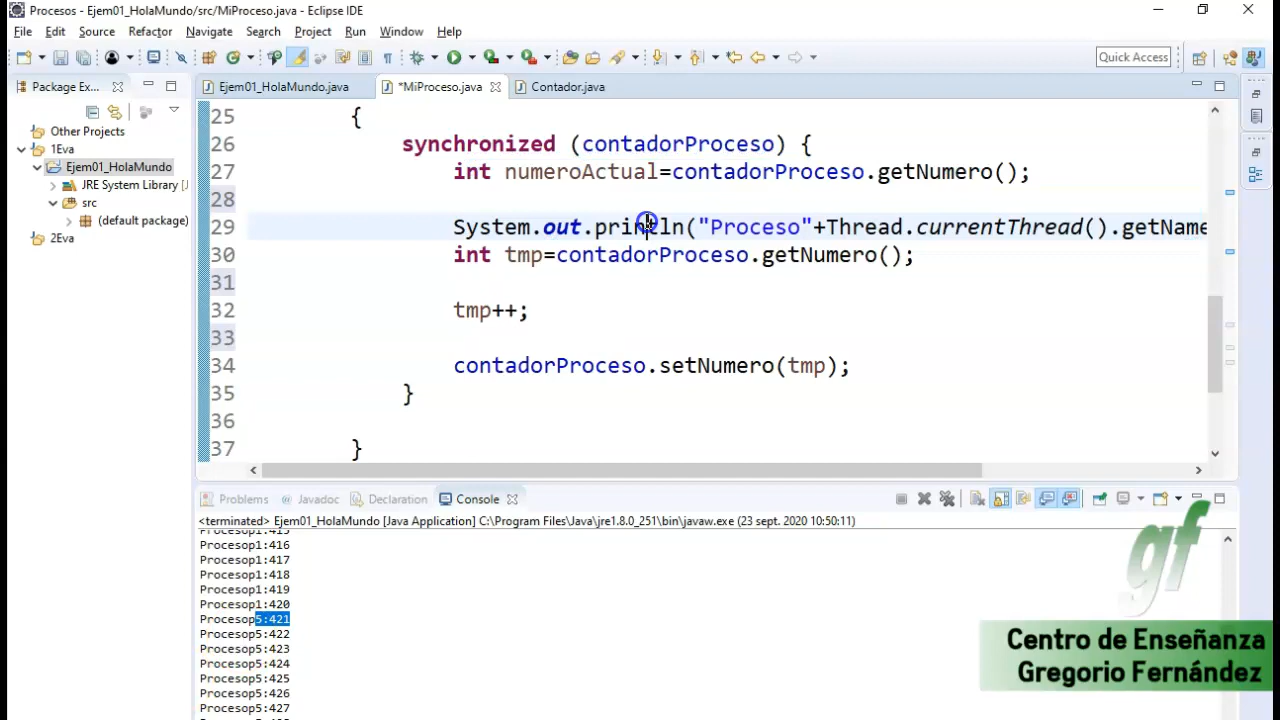 Procesos - Ejem01_HolaMundo/src/MiProceso.java - Eclipse IDE
File Edit Source Refactor Navigate Search Project Run Window Help
Quick Access
Package Ex...
Ejem01_HolaMundo.java
*MiProceso.java
Contador.java
Other Projects
1Eva
Ejem01_HolaMundo
JRE System Library [J
src
(default package)
2Eva
25 {
26 synchronized (contadorProceso) {
27 int numeroActual=contadorProceso.getNumero();
28
29 System.out.println("Proceso"+Thread.currentThread().getName
30 int tmp=contadorProceso.getNumero();
31
32 tmp++;
33
34 contadorProceso.setNumero(tmp);
35 }
36
37 }
Problems Javadoc Declaration Console
<terminated> Ejem01_HolaMundo [Java Application] C:\Program Files\Java\jre1.8.0_251\bin\javaw.exe (23 sept. 2020 10:50:11)
Procesop1:415
Procesop1:416
Procesop1:417
Procesop1:418
Procesop1:419
Procesop1:420
Procesop5:421
Procesop5:422
Procesop5:423
Procesop5:424
Procesop5:425
Procesop5:426
Procesop5:427
gf
Centro de Enseñanza
Gregorio Fernández